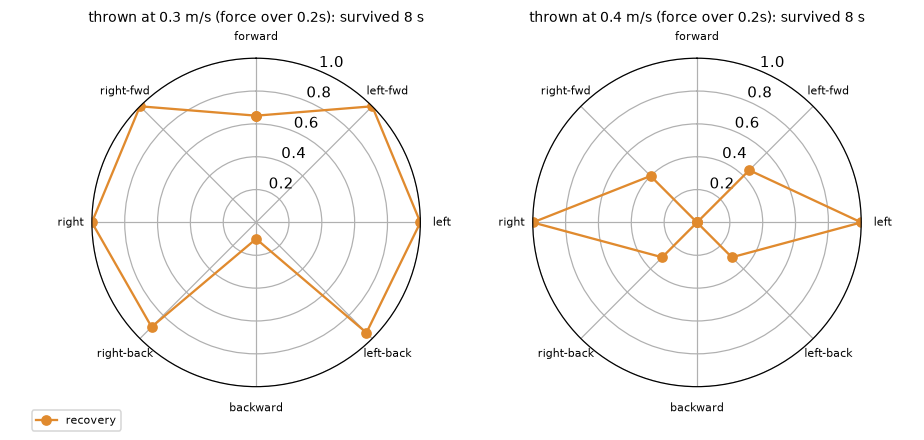 thrown at 0.3 m/s (force over 0.2s): survived 8 s
forward
right-fwd
left-fwd
1.0
0.8
0.6
0.4
0.2
right
left
right-back
left-back
backward
recovery
thrown at 0.4 m/s (force over 0.2s): survived 8 s
forward
right-fwd
left-fwd
1.0
0.8
0.6
0.4
0.2
right
left
right-back
left-back
backward